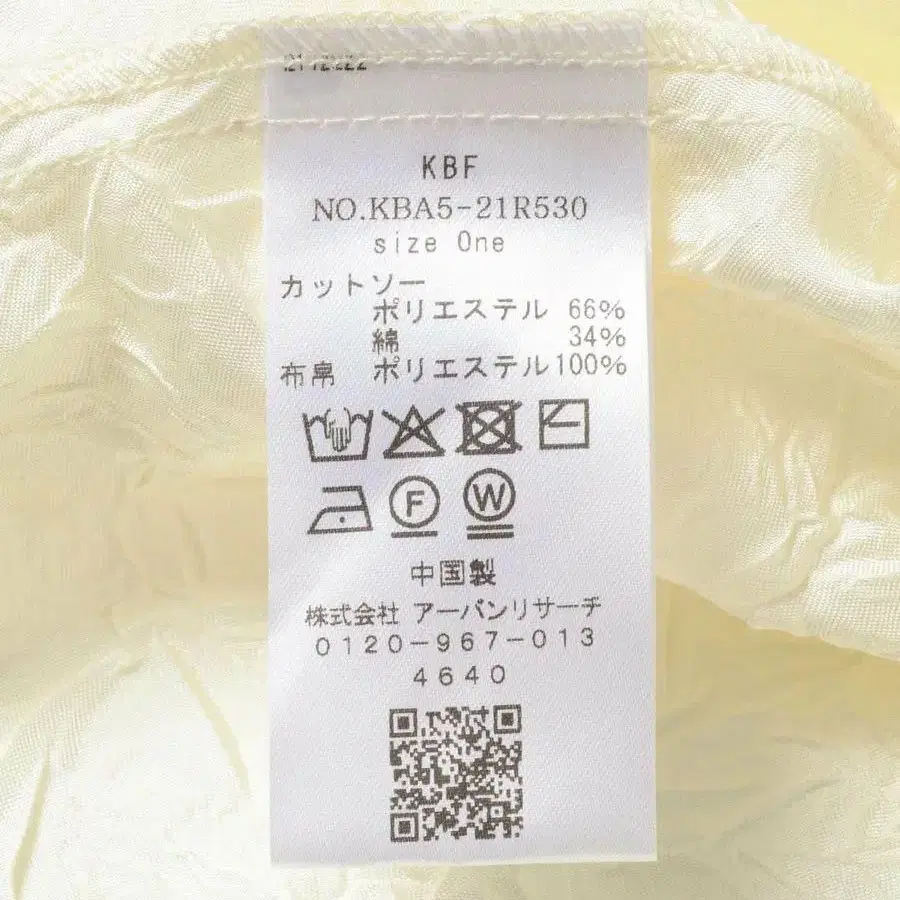 KBF
NO.KBA5-21R530
size One
カットソー
ポリエステル 66%
綿 34%
布帛 ポリエステル100%
F W
中国製
株式会社 アーバンリサーチ
0120-967-013
4640